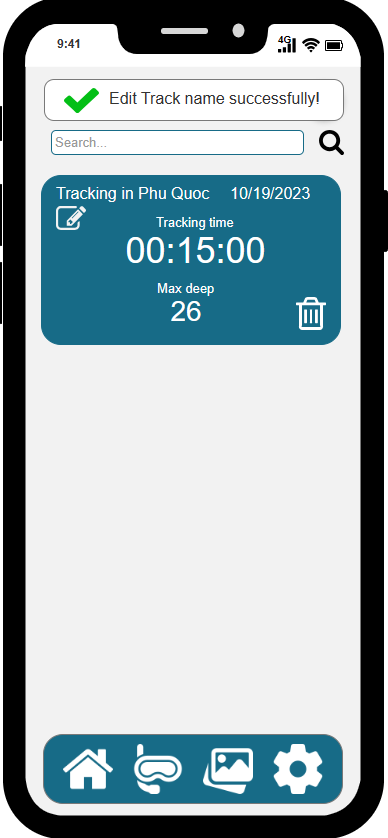 9:41 4G
Edit Track name successfully!
Search...
Tracking in Phu Quoc 10/19/2023
Tracking time
00:15:00
Max deep
26